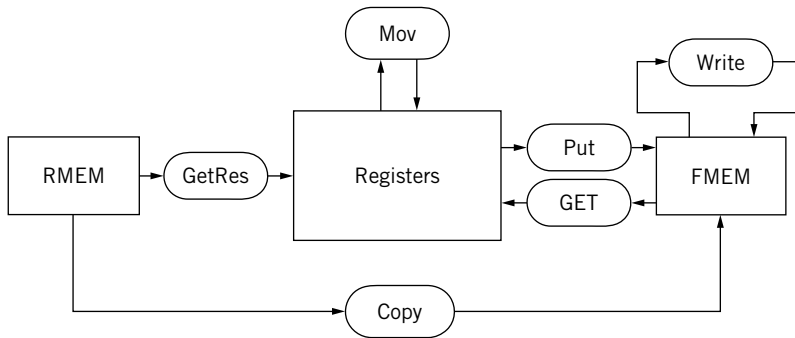 Mov
Write
RMEM
GetRes
Registers
Put
GET
FMEM
Copy